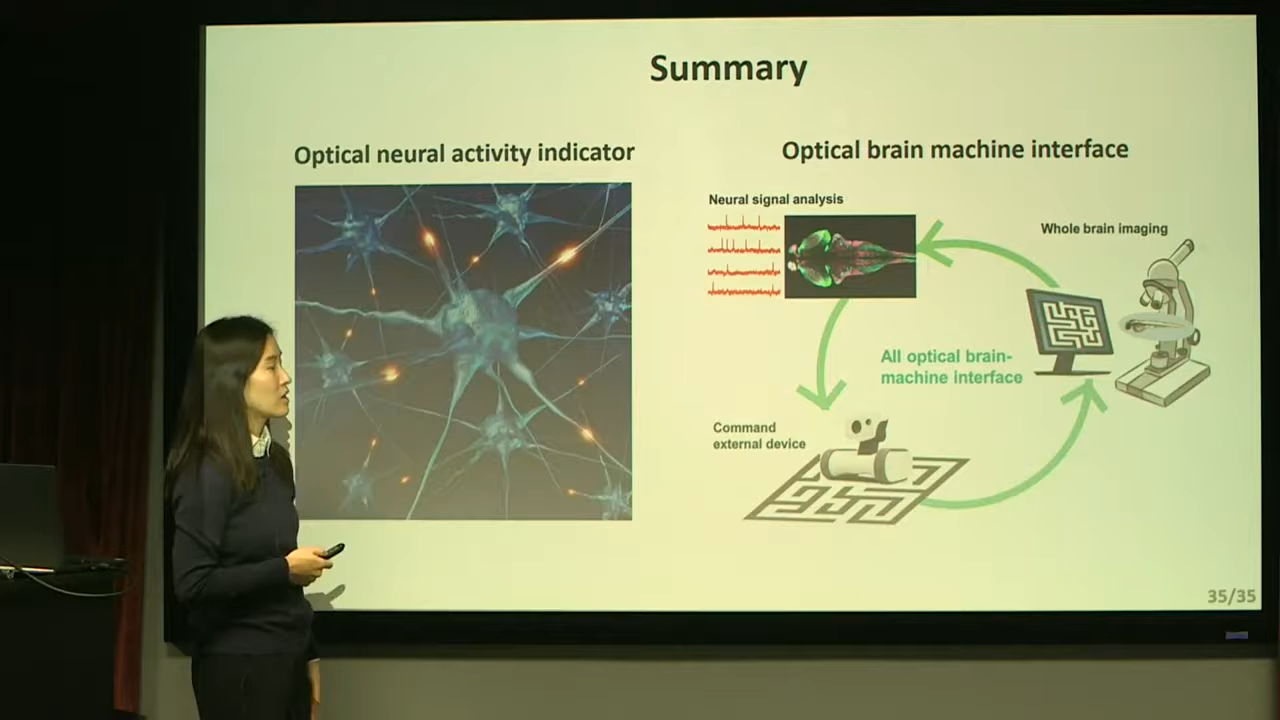 Summary
Optical neural activity indicator
Optical brain machine interface
Neural signal analysis
Whole brain imaging
All optical brain-
machine interface
Command
external device
35/35